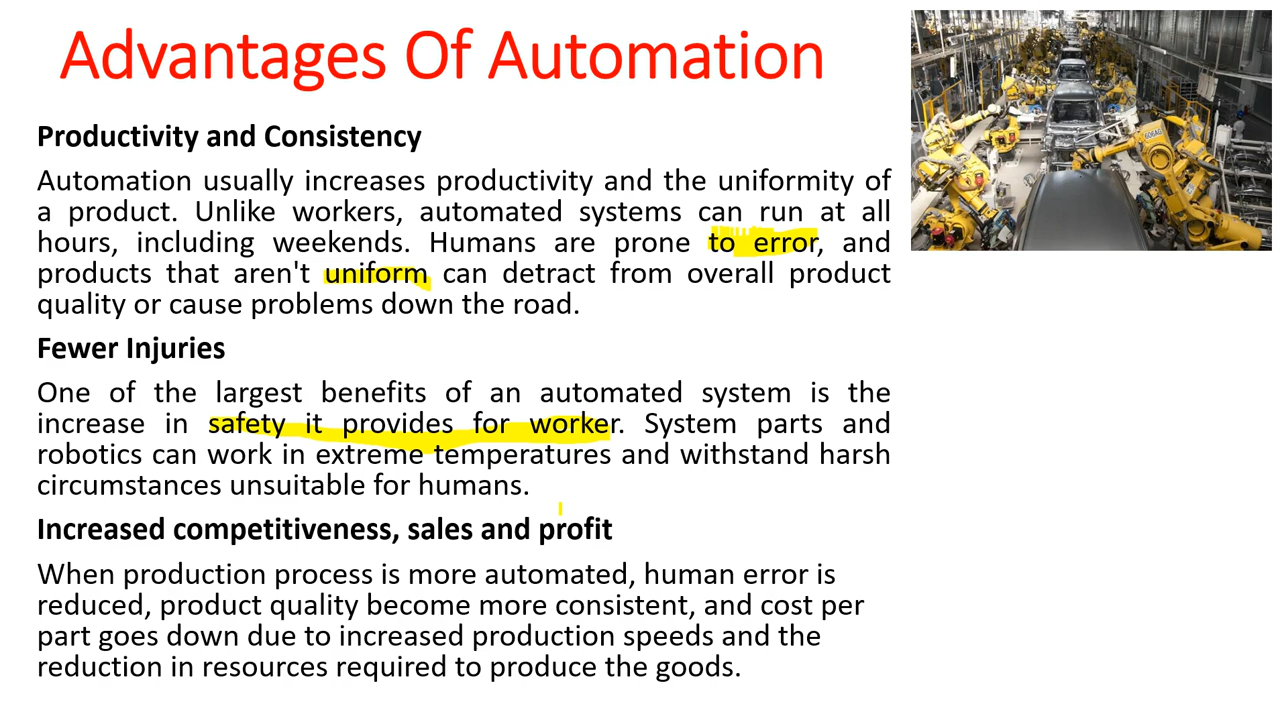 Advantages Of Automation
Productivity and Consistency
Automation usually increases productivity and the uniformity of
a product. Unlike workers, automated systems can run at all
hours, including weekends. Humans are prone to error, and
products that aren't uniform can detract from overall product
quality or cause problems down the road.
Fewer Injuries
One of the largest benefits of an automated system is the
increase in safety it provides for worker. System parts and
robotics can work in extreme temperatures and withstand harsh
circumstances unsuitable for humans.
Increased competitiveness, sales and profit
When production process is more automated, human error is
reduced, product quality become more consistent, and cost per
part goes down due to increased production speeds and the
reduction in resources required to produce the goods.